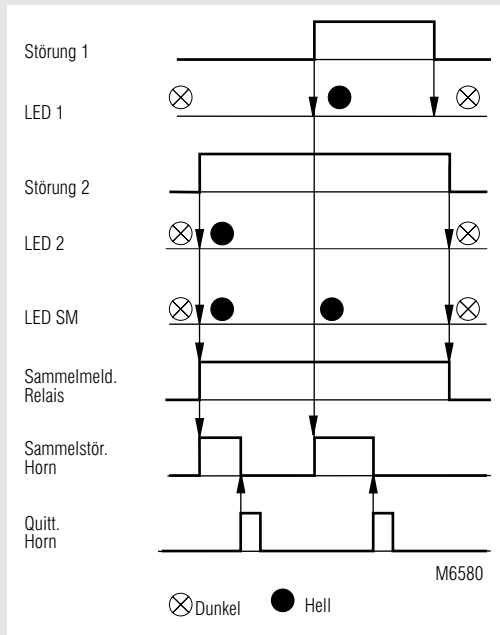 Störung 1
LED 1
Störung 2
LED 2
LED SM
Sammelmeld.
Relais
Sammelstör.
Horn
Quitt.
Horn
M6580
Dunkel Hell